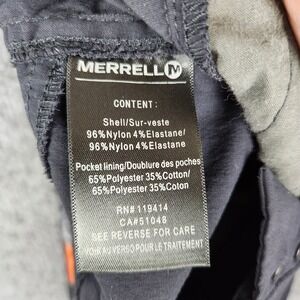 MERRELL
CONTENT:
Shell/Sur-veste
96%Nylon 4%Elastane/
96%Nylon 4%Elastane
Pocket lining/Doublure des poches
65%Polyester 35%Cotton/
65%Polyester 35%Coton
RN#119414
CA#51048
SEE REVERSE FOR CARE
VOIR AU VERSO POUR LE TRAITEMENT